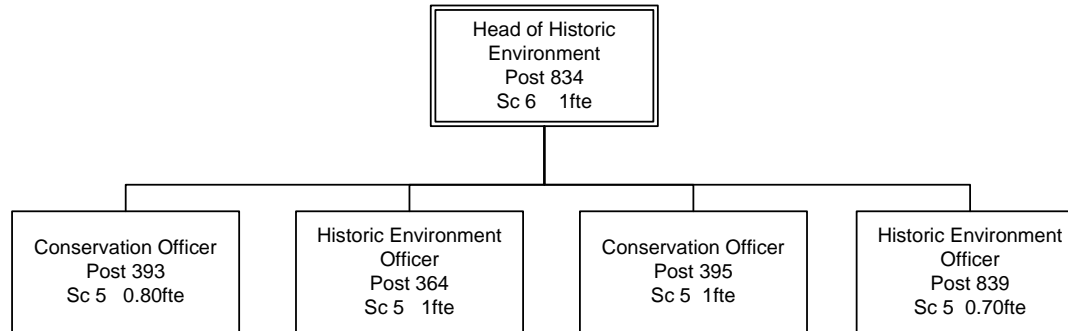 Head of Historic
Environment
Post 834
Sc 6 1fte
Conservation Officer
Post 393
Sc 5 0.80fte
Historic Environment
Officer
Post 364
Sc 5 1fte
Conservation Officer
Post 395
Sc 5 1fte
Historic Environment
Officer
Post 839
Sc 5 0.70fte